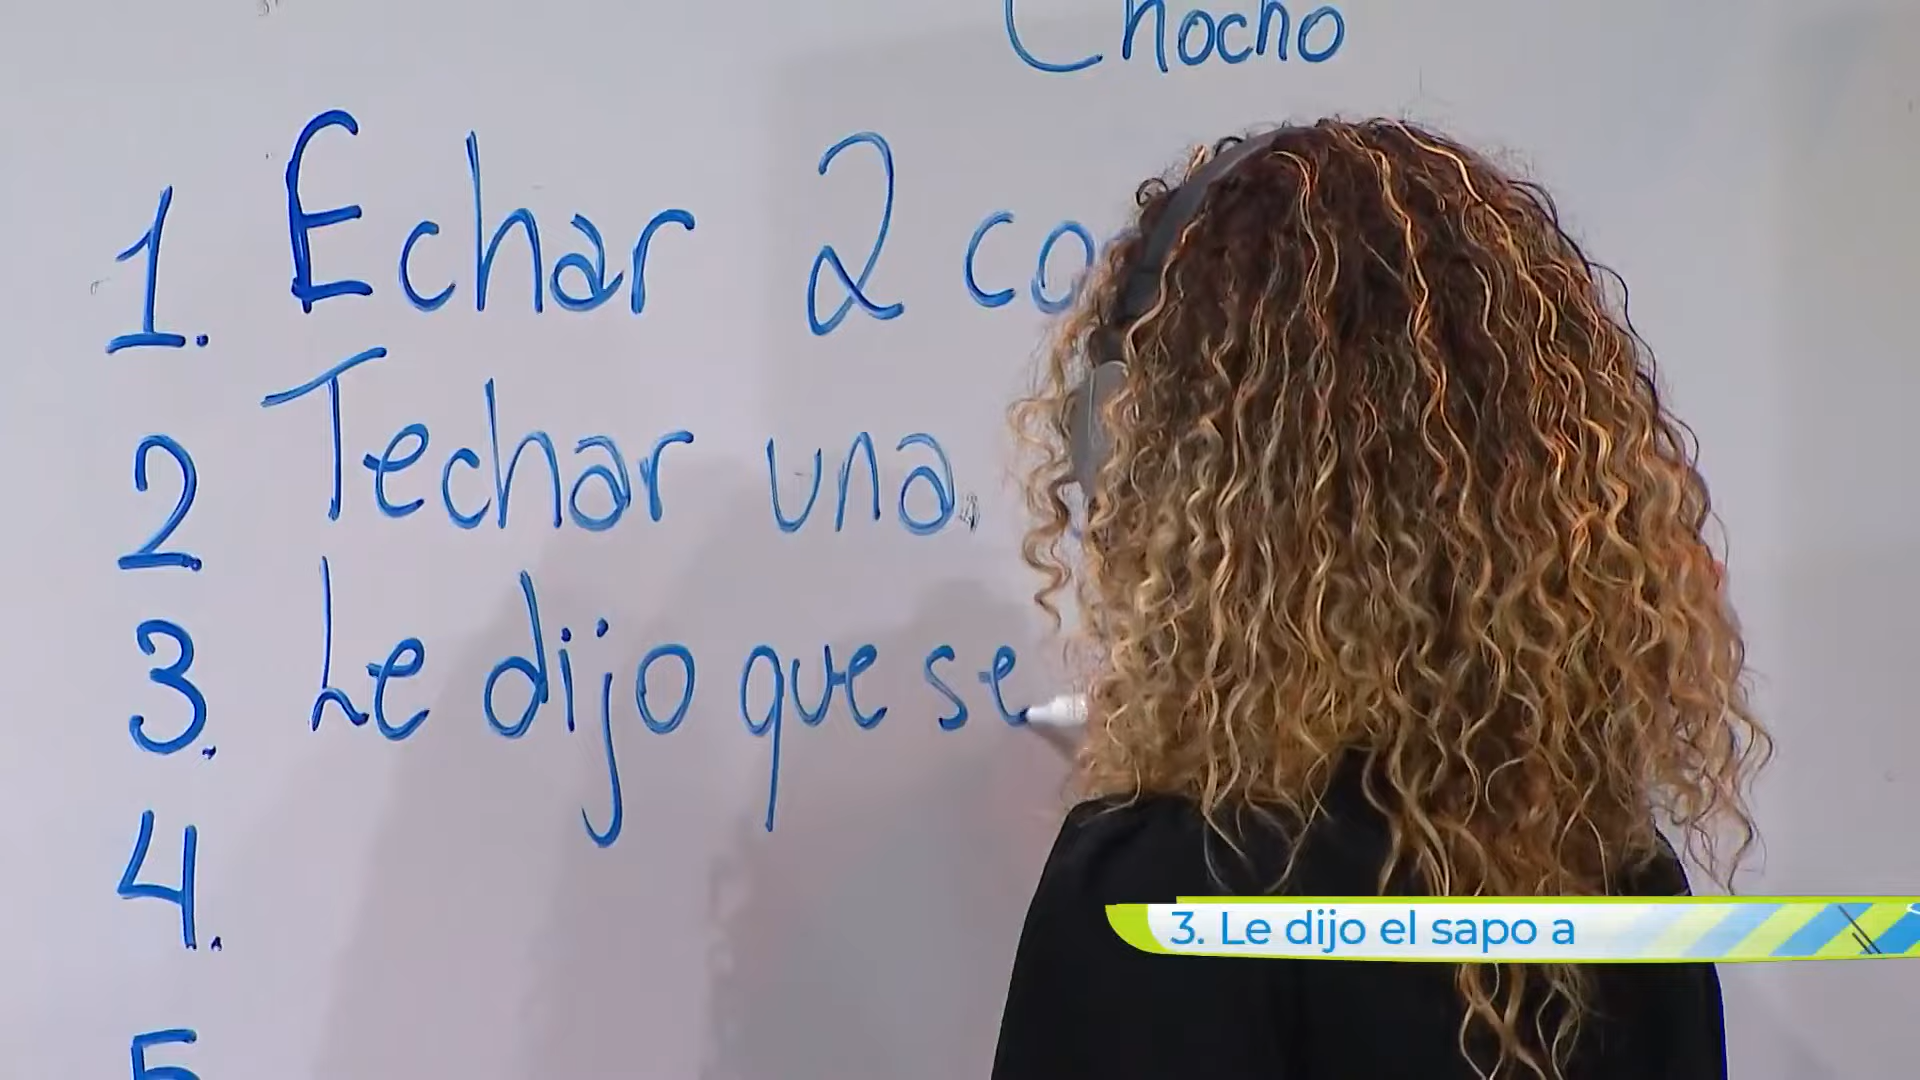 Chocho
1. Echar 2 co
2. Techar una
3. Le dijo que se
4.
5
3. Le dijo el sapo a